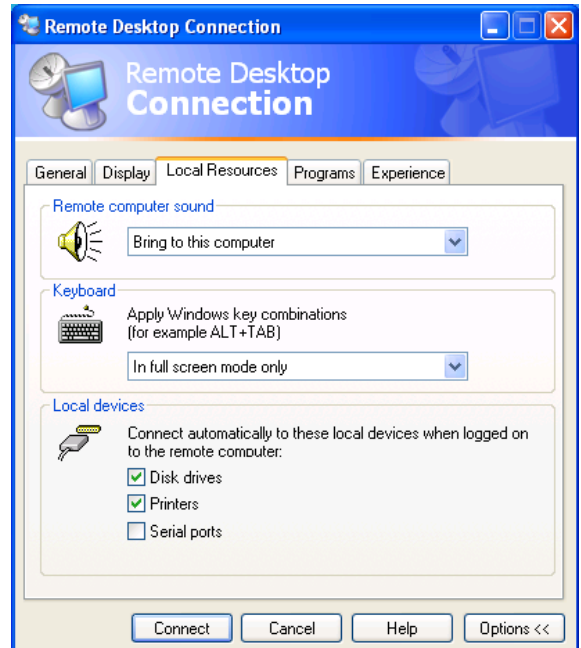 Remote Desktop Connection
Remote Desktop
Connection
General Display Local Resources Programs Experience
Remote computer sound
Bring to this computer
Keyboard
Apply Windows key combinations
(for example ALT+TAB)
In full screen mode only
Local devices
Connect automatically to these local devices when logged on
to the remote computer:
Disk drives
Printers
Serial ports
Connect Cancel Help Options <<